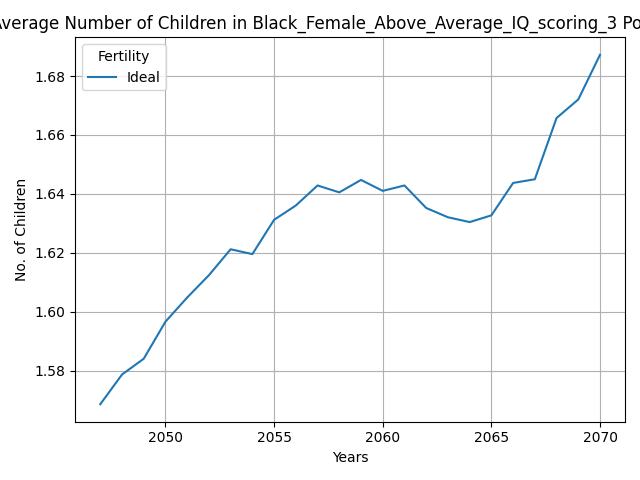 Average Number of Children in Black_Female_Above_Average_IQ_scoring_3 Po
Fertility
Ideal
No. of Children
1.68
1.66
1.64
1.62
1.60
1.58
2050 2055 2060 2065 2070
Years